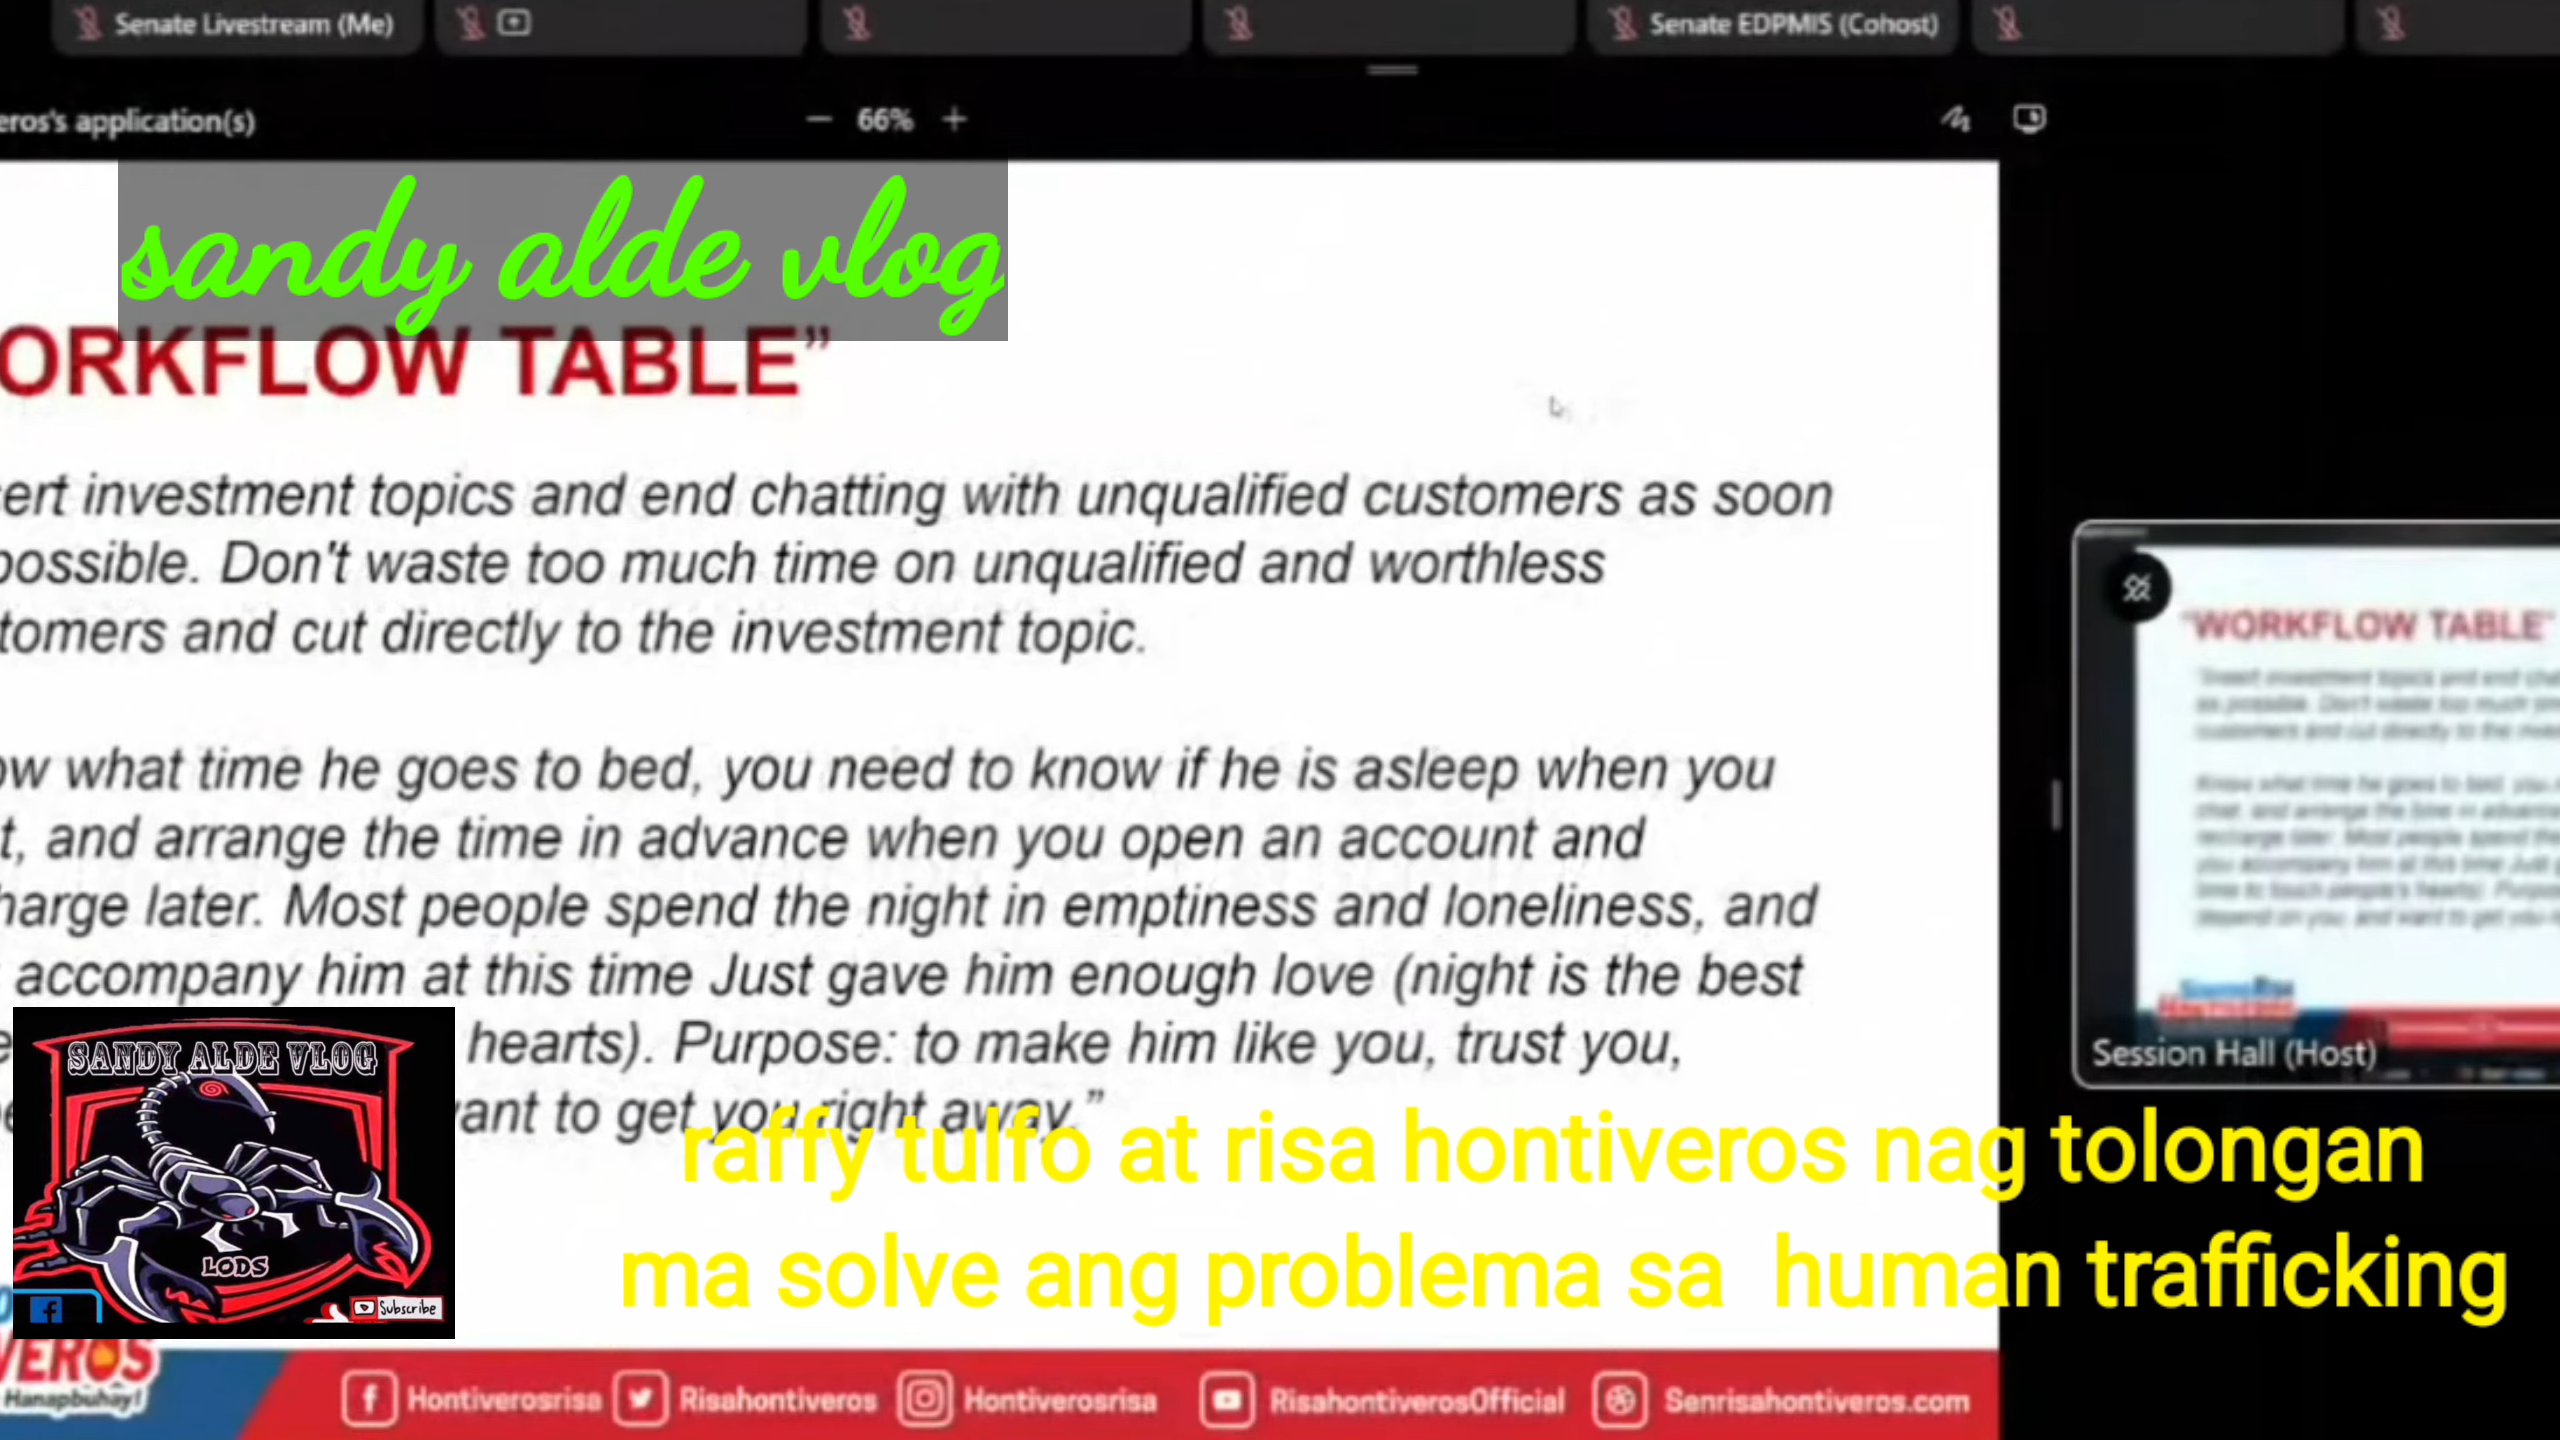 Senate Livestream (Me)
Senate EDPMIS (Cohost)
eros's application(s)
66%
sandy alde vlog
ORKFLOW TABLE”
ert investment topics and end chatting with unqualified customers as soon
possible. Don't waste too much time on unqualified and worthless
tomers and cut directly to the investment topic.
ow what time he goes to bed, you need to know if he is asleep when you
t, and arrange the time in advance when you open an account and
harge later. Most people spend the night in emptiness and loneliness, and
accompany him at this time Just gave him enough love (night is the best
hearts). Purpose: to make him like you, trust you,
ant to get you right away.”
"WORKFLOW TABLE"
Session Hall (Host)
SANDY ALDE VLOG
LODS
Subscribe
raffy tulfo at risa hontiveros nag tolongan
ma solve ang problema sa human trafficking
VEROS
Hanapbuhay!
Hontiverosrisa
Risahontiveros
Hontiverosrisa
RisahontiverosOfficial
Senrisahontiveros.com